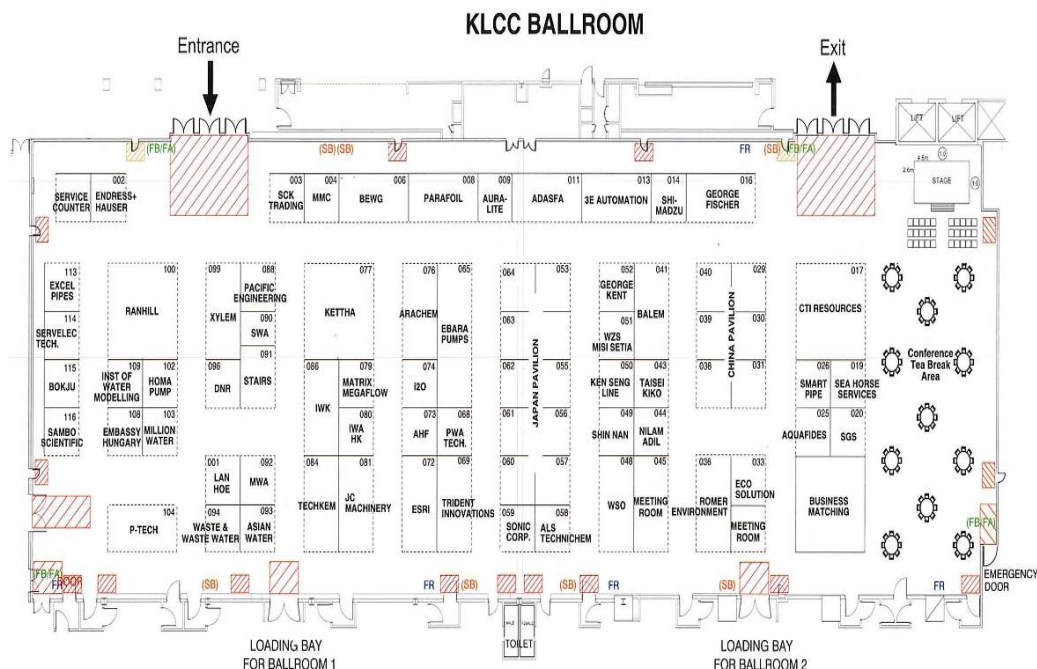 KLCC BALLROOM
Entrance
Exit
(FB/FA)
(SB)(SB)
FR
(SB)
(FB/FA)
LIFT
LIFT
4.8m
2.6m
1.0
STAGE
1.0
002
SERVICE
COUNTER
ENDRESS+
HAUSER
003
SCK
TRADING
004
MMC
006
BEWG
008
PARAFOIL
009
AURA-
LITE
011
ADASFA
013
3E AUTOMATION
014
SHI-
MADZU
016
GEORGE
FISCHER
113
EXCEL
PIPES
114
SERVELEC
TECH.
115
BOKJU
116
SAMBO
SCIENTIFIC
100
RANHILL
109
INST OF
WATER
MODELLING
102
HOMA
PUMP
108
EMBASSY
HUNGARY
103
MILLION
WATER
104
P-TECH
099
XYLEM
088
PACIFIC
ENGINEERING
090
SWA
091
STAIRS
096
DNR
001
LAN
HOE
092
MWA
094
WASTE &
WASTE WATER
093
ASIAN
WATER
077
KETTHA
086
IWK
079
MATRIX
MEGAFLOW
080
IWA
HK
084
TECHKEM
081
JC
MACHINERY
076
ARACHEM
065
EBARA
PUMPS
074
i2O
073
AHF
068
PWA
TECH.
072
ESRI
069
TRIDENT
INNOVATIONS
064
053
063
062
055
JAPAN PAVILION
061
056
060
057
059
SONIC
CORP.
058
ALS
TECHNICHEM
052
GEORGE
KENT
041
BALEM
051
WZS
MISI SETIA
050
KEN SENG
LINE
043
TAISEI
KIKO
049
SHIN NAN
044
NILAM
ADIL
048
WSO
045
MEETING
ROOM
040
029
039
030
CHINA PAVILION
038
031
036
ROMER
ENVIRONMENT
033
ECO
SOLUTION
MEETING
ROOM
017
CTI RESOURCES
026
SMART
PIPE
019
SEA HORSE
SERVICES
025
AQUAFIDES
020
SGS
BUSINESS
MATCHING
Conference
Tea Break
Area
(FB/FA)
EMERGENCY
DOOR
(FB/FA)
FR
DOOR
(SB)
FR
(SB)
(SB)
FR
(SB)
FR
TOILET
LOADING BAY
FOR BALLROOM 1
LOADING BAY
FOR BALLROOM 2